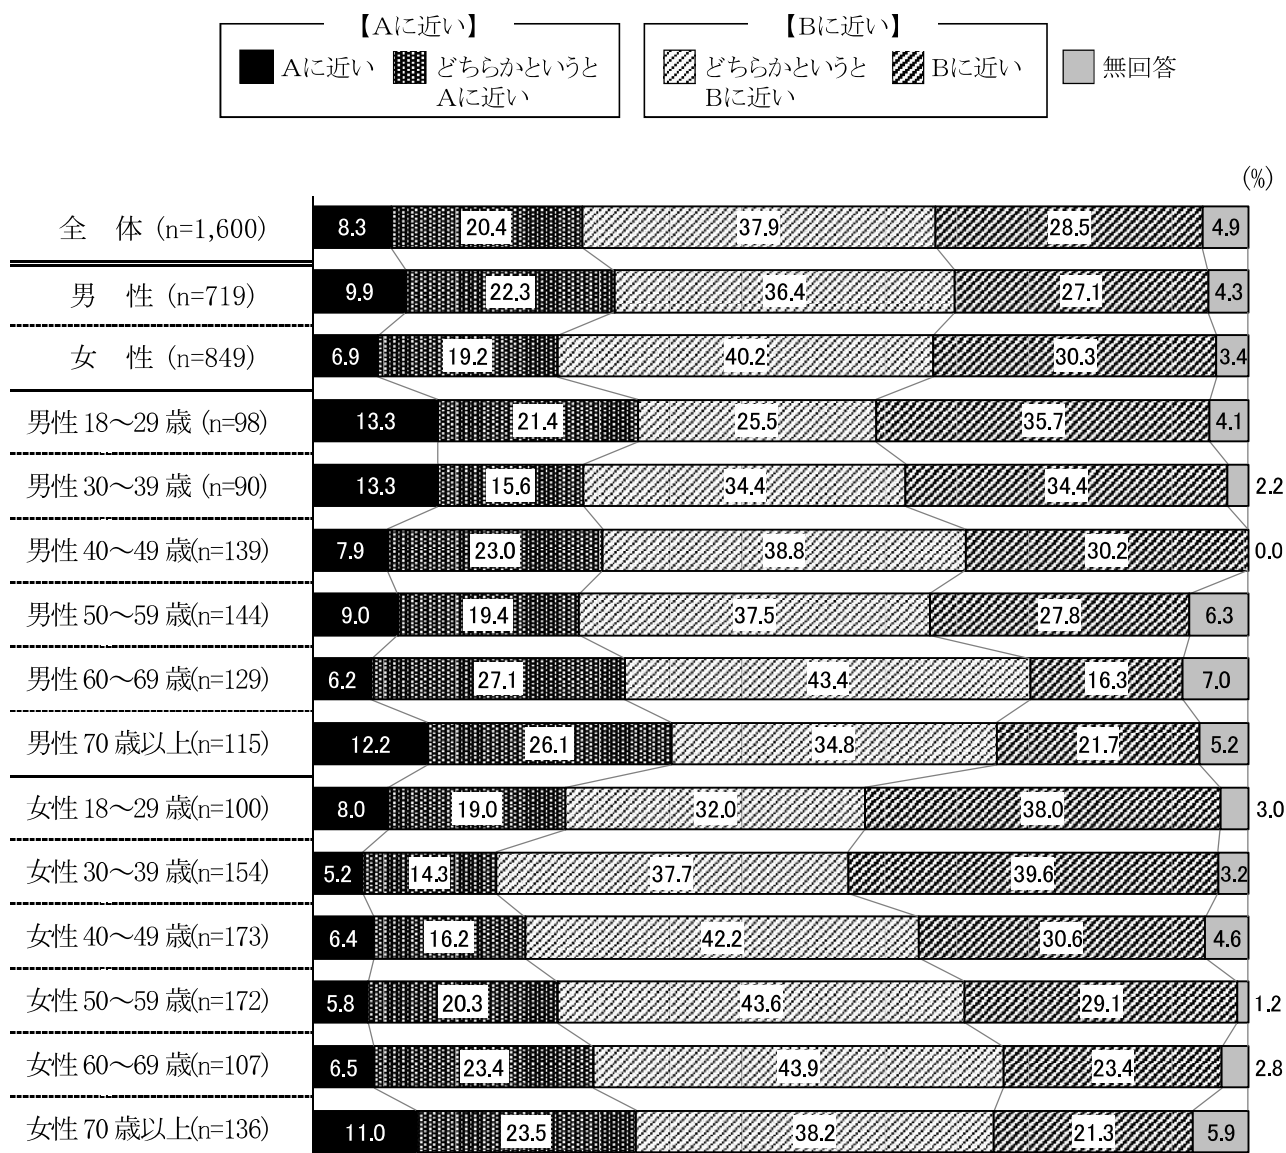 【Aに近い】
【Bに近い】
Aに近い どちらかというと どちらかというと Bに近い 無回答
Aに近い Bに近い
(%)
全 体 (n=1,600) 8.3 20.4 37.9 28.5 4.9
男 性 (n=719) 9.9 22.3 36.4 27.1 4.3
女 性 (n=849) 6.9 19.2 40.2 30.3 3.4
男性 18～29 歳 (n=98) 13.3 21.4 25.5 35.7 4.1
男性 30～39 歳 (n=90) 13.3 15.6 34.4 34.4 2.2
男性 40～49 歳(n=139) 7.9 23.0 38.8 30.2 0.0
男性 50～59 歳(n=144) 9.0 19.4 37.5 27.8 6.3
男性 60～69 歳(n=129) 6.2 27.1 43.4 16.3 7.0
男性 70 歳以上(n=115) 12.2 26.1 34.8 21.7 5.2
女性 18～29 歳(n=100) 8.0 19.0 32.0 38.0 3.0
女性 30～39 歳(n=154) 5.2 14.3 37.7 39.6 3.2
女性 40～49 歳(n=173) 6.4 16.2 42.2 30.6 4.6
女性 50～59 歳(n=172) 5.8 20.3 43.6 29.1 1.2
女性 60～69 歳(n=107) 6.5 23.4 43.9 23.4 2.8
女性 70 歳以上(n=136) 11.0 23.5 38.2 21.3 5.9